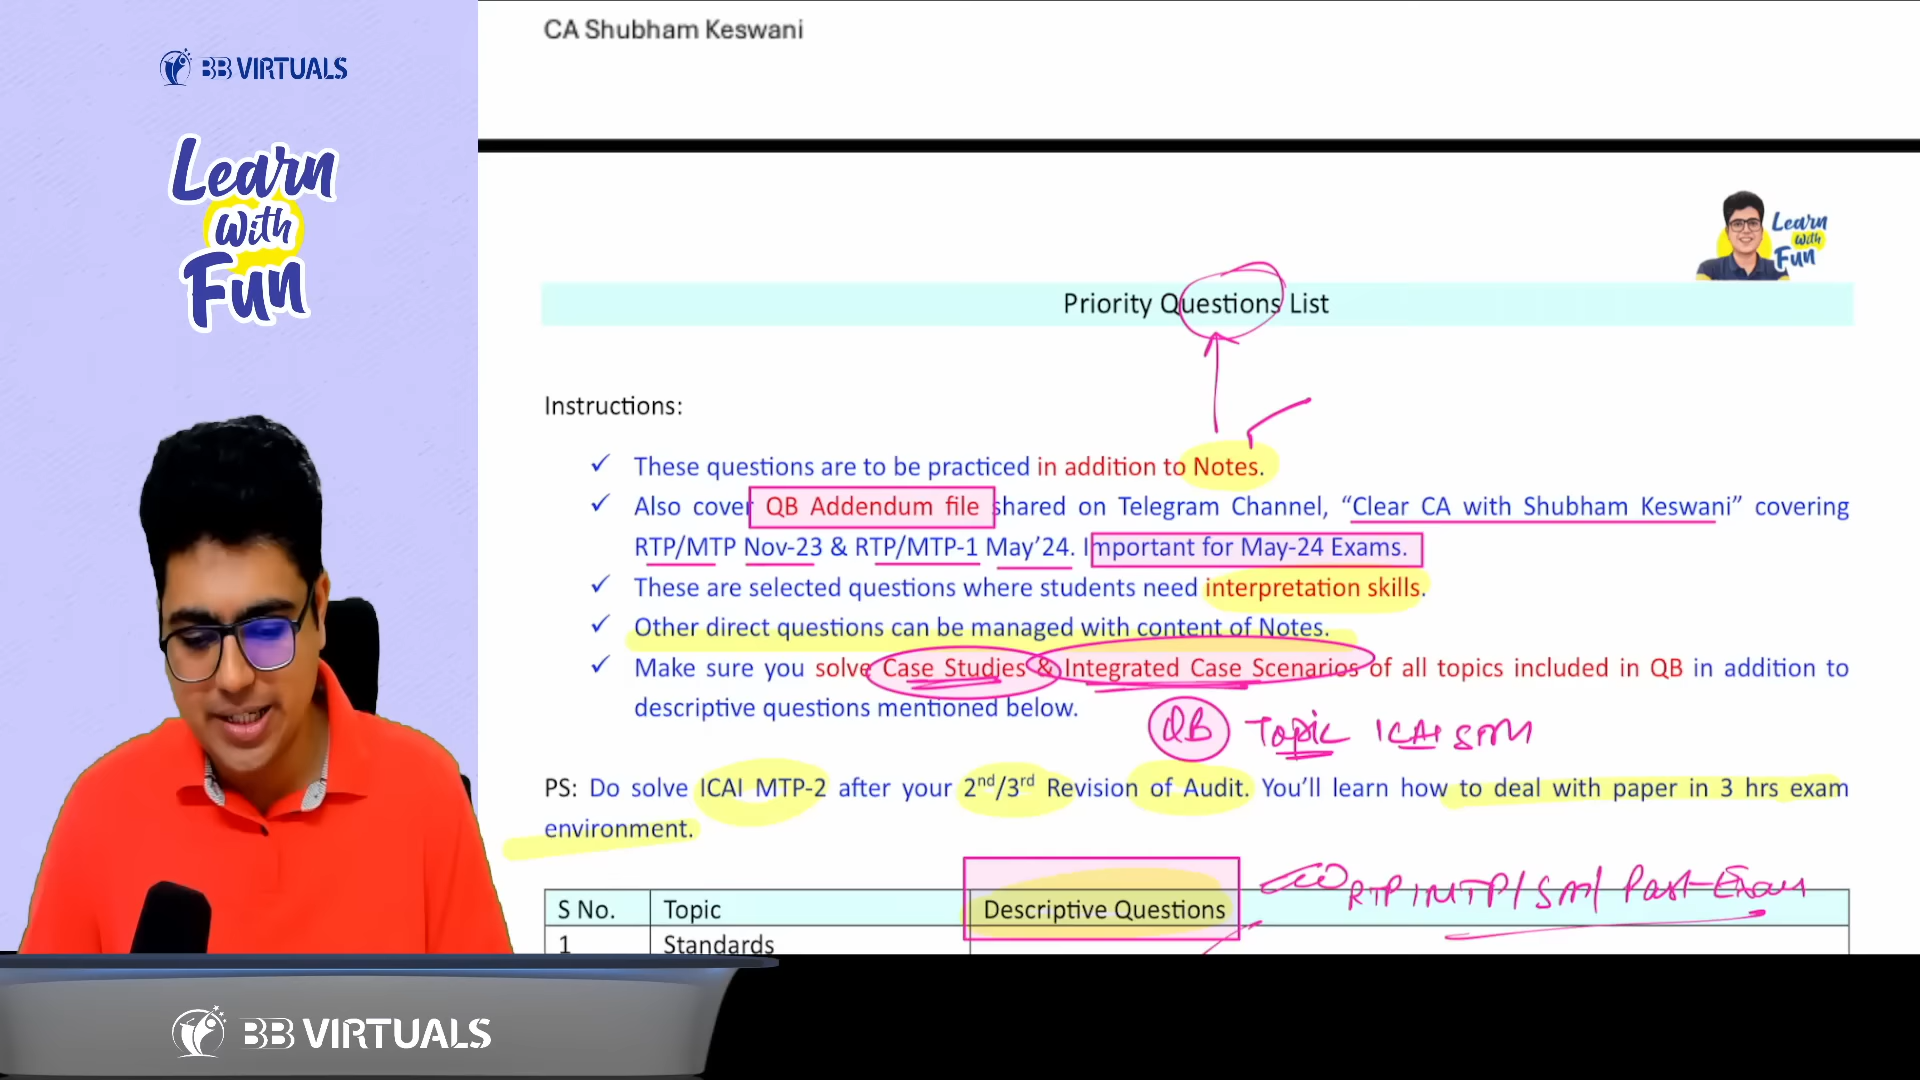 CA Shubham Keswani
BB VIRTUALS
Learn
With
Fun
Learn
With
Fun
Priority Questions List
Instructions:
✓ These questions are to be practiced in addition to Notes.
✓ Also cover QB Addendum file shared on Telegram Channel, “Clear CA with Shubham Keswani” covering
RTP/MTP Nov-23 & RTP/MTP-1 May’24. Important for May-24 Exams.
✓ These are selected questions where students need interpretation skills.
✓ Other direct questions can be managed with content of Notes.
✓ Make sure you solve Case Studies & Integrated Case Scenarios of all topics included in QB in addition to
descriptive questions mentioned below.
QB Topic ICAI SM
PS: Do solve ICAI MTP-2 after your 2nd/3rd Revision of Audit. You’ll learn how to deal with paper in 3 hrs exam
environment.
RTP/MTP/SM/ Past-Exam
S No. Topic Descriptive Questions
1 Standards
BB VIRTUALS